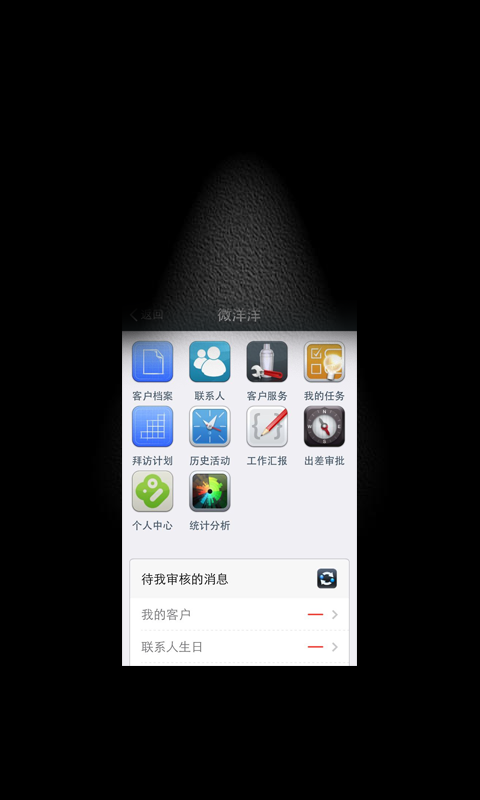 返回
微洋洋
客户档案 联系人 客户服务 我的任务
拜访计划 历史活动 工作汇报 出差审批
个人中心 统计分析
待我审核的消息
我的客户
联系人生日